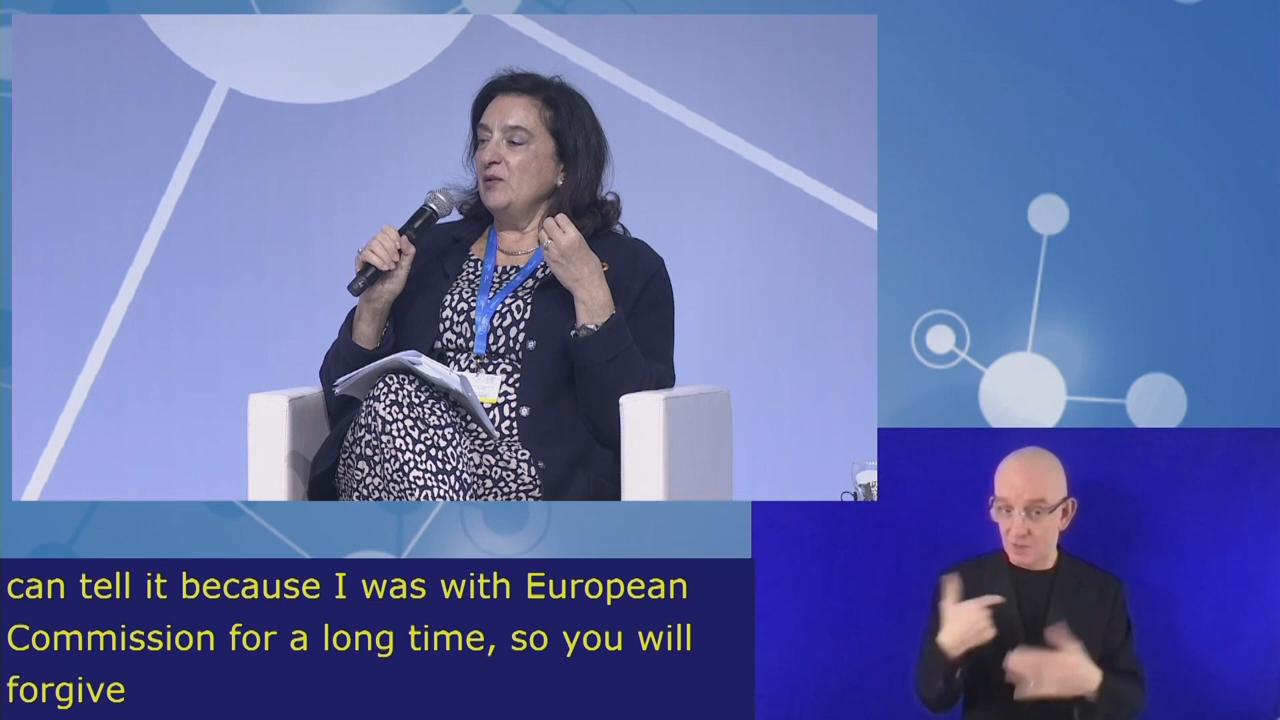 can tell it because I was with European
Commission for a long time, so you will
forgive